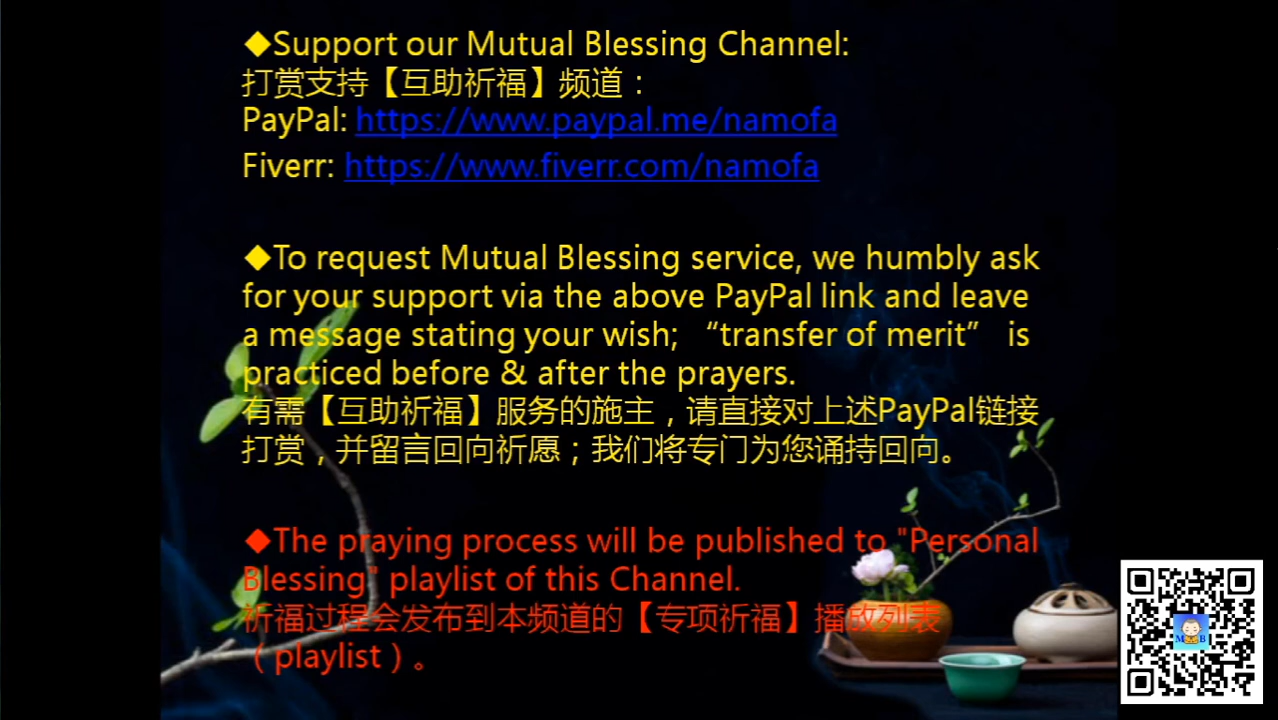 ◆Support our Mutual Blessing Channel:
打赏支持【互助祈福】频道：
PayPal: https://www.paypal.me/namofa
Fiverr: https://www.fiverr.com/namofa
◆To request Mutual Blessing service, we humbly ask
for your support via the above PayPal link and leave
a message stating your wish; “transfer of merit” is
practiced before & after the prayers.
有需【互助祈福】服务的施主，请直接对上述PayPal链接
打赏，并留言回向祈愿；我们将专门为您诵持回向。
◆The praying process will be published to "Personal
Blessing" playlist of this Channel.
祈福过程会发布到本频道的【专项祈福】播放列表
（playlist）。
M B